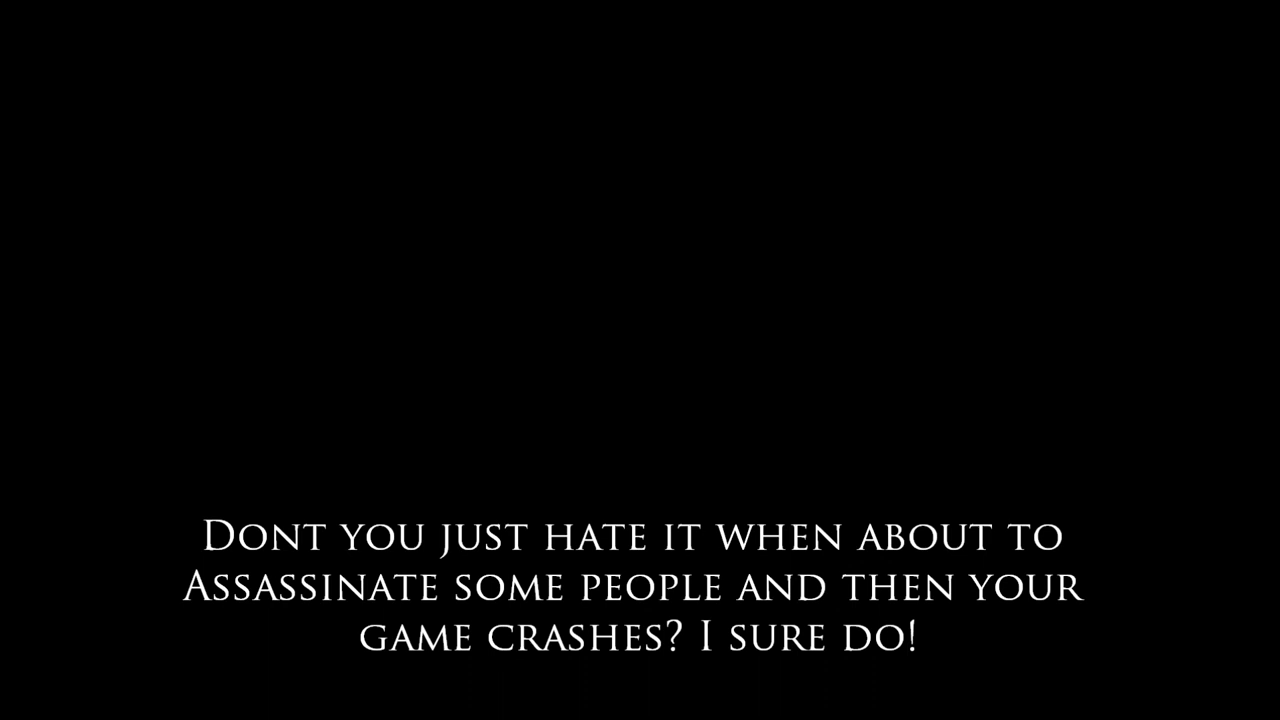 Dont you just hate it when about to
Assassinate some people and then your
game crashes? I sure do!